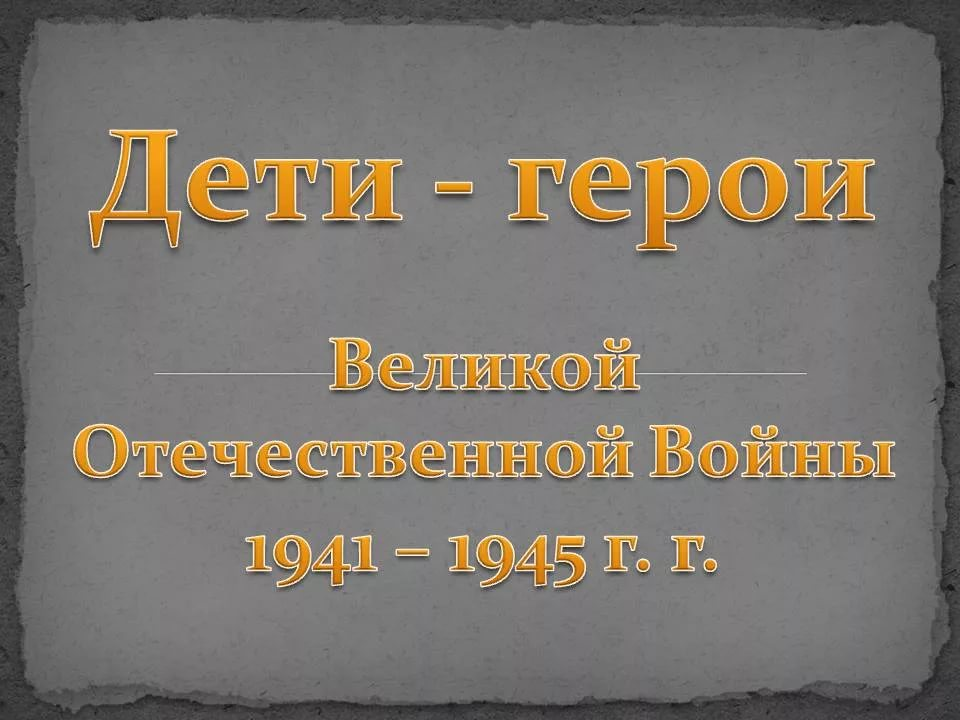 Дети - герои
Великой
Отечественной Войны
1941 – 1945 г. г.